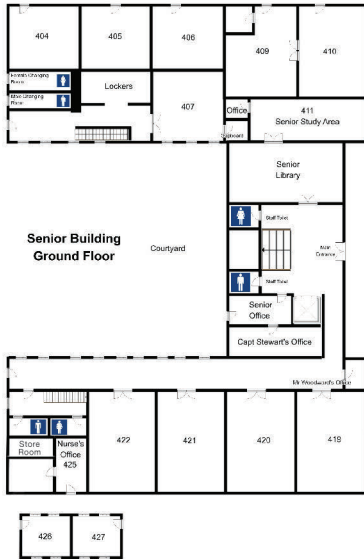 404
405
406
409
410
Female Changing
Room
Male Changing
Room
Lockers
407
Office
411
Senior Study Area
Cupboard
Senior
Library
Staff Toilet
Senior Building
Ground Floor
Courtyard
Main
Entrance
Staff Toilet
Senior
Office
Capt Stewart's Office
Mr Woodward's Office
Store
Room
Nurse's
Office
425
422
421
420
419
426
427